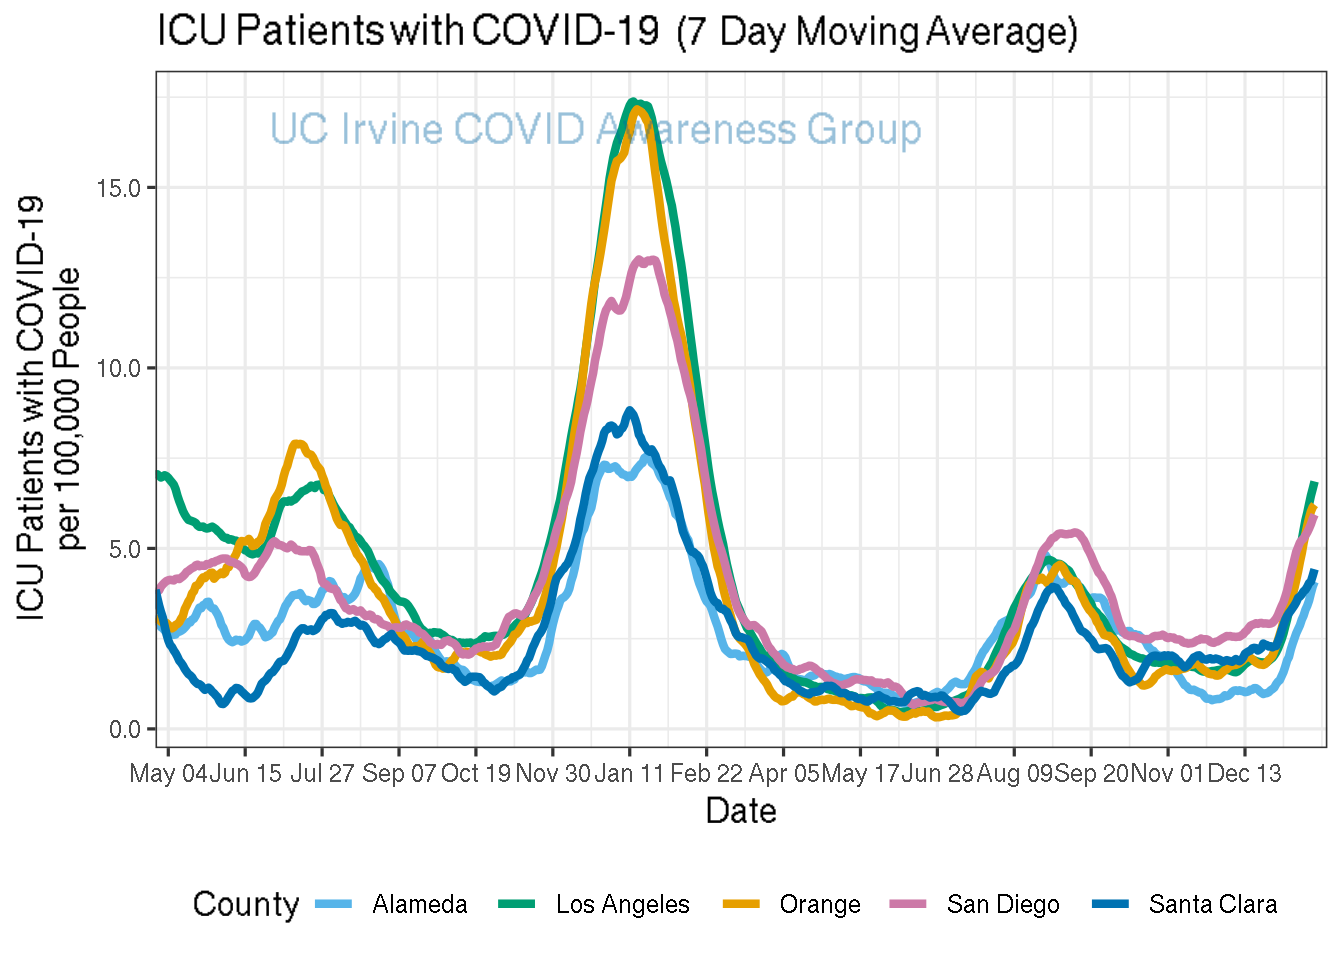 ICU Patients with COVID-19 (7 Day Moving Average)
UC Irvine COVID Awareness Group
ICU Patients with COVID-19
per 100,000 People
15.0
10.0
5.0
0.0
May 04 Jun 15 Jul 27 Sep 07 Oct 19 Nov 30 Jan 11 Feb 22 Apr 05 May 17 Jun 28 Aug 09 Sep 20 Nov 01 Dec 13
Date
County Alameda Los Angeles Orange San Diego Santa Clara